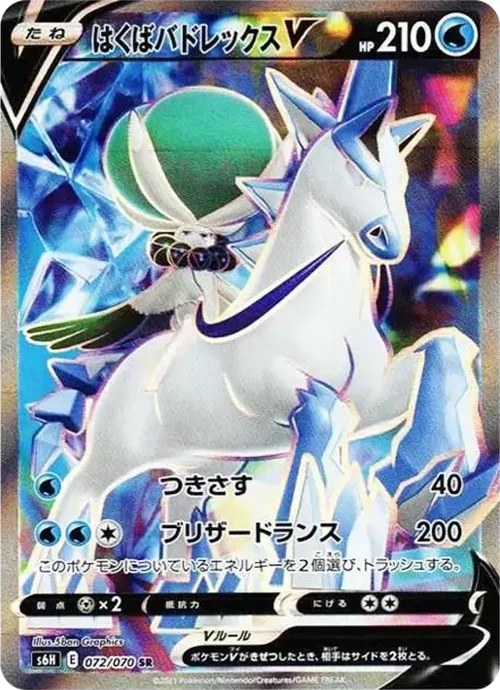 たね はくばバドレックスV HP210
つきさす 40
ブリザードランス 200
このポケモンについているエネルギーを2個選び、トラッシュする。
弱点 ×2 抵抗力 にげる
Illus. 5ban Graphics
Vルール
s6H E 072/070 SR
ポケモンVがきぜつしたとき、相手はサイドを2枚とる。
©2021 Pokémon/Nintendo/Creatures/GAME FREAK.